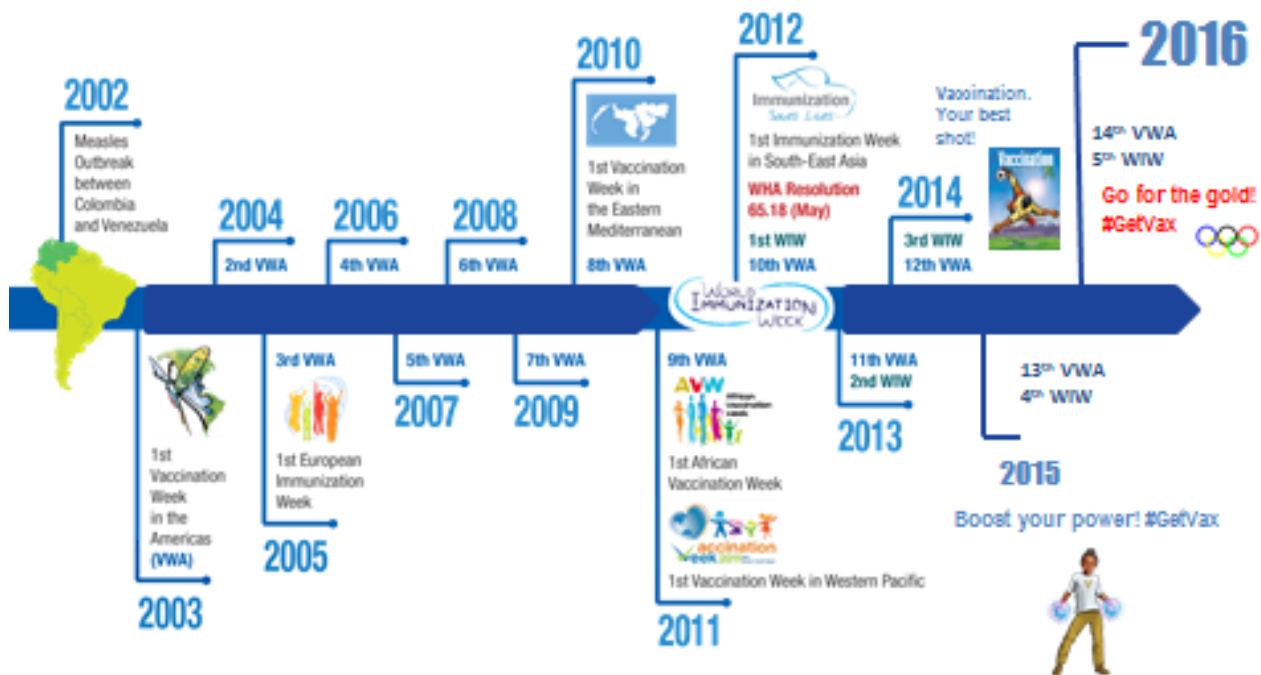 2002
Measles
Outbreak
between
Colombia
and Venezuela
1st
Vaccination
Week
in the
Americas
(VWA)
2003
2004
2nd VWA
3rd VWA
1st European
Immunization
Week
2005
2006
4th VWA
5th VWA
2007
2008
6th VWA
7th VWA
2009
2010
1st Vaccination
Week in
the Eastern
Mediterranean
8th VWA
9th VWA
AVW
African
Vaccination
Week
1st African
Vaccination Week
accination
eek2011
1st Vaccination Week in Western Pacific
2011
2012
Immunization
Saves Lives
1st Immunization Week
in South-East Asia
WHA Resolution
65.18 (May)
1st WIW
10th VWA
WORLD
IMMUNIZATION
WEEK
11th VWA
2nd WIW
2013
2014
3rd WIW
12th VWA
Vaxxination.
Your best
shot!
Vaccination
13th VWA
4th WIW
2015
Boost your power! #GetVax
2016
14th VWA
5th WIW
Go for the gold!
#GetVax